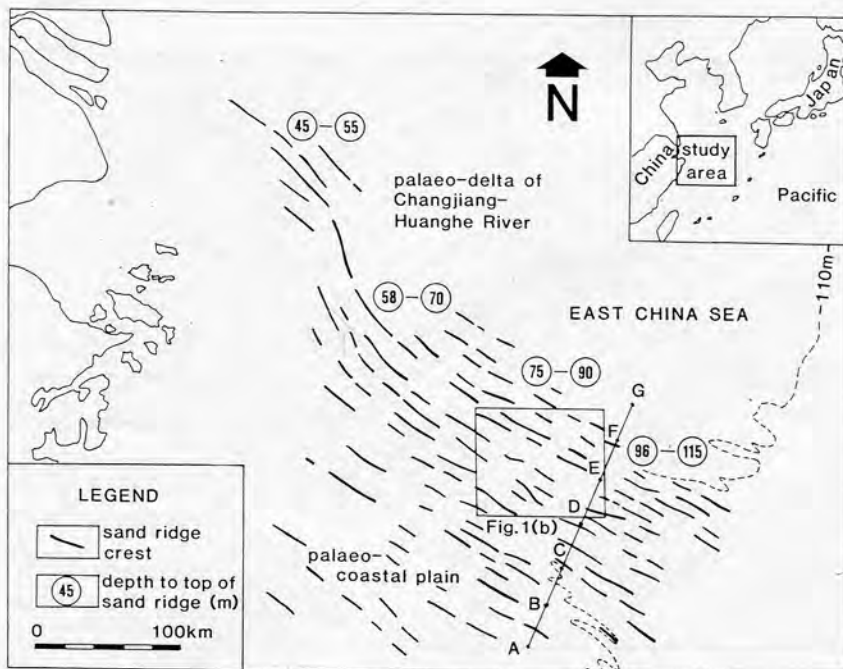 45 — 55
N
palaeo-delta of
Changjiang-
Huanghe River
China
study
area
Japan
Pacific
58 — 70
EAST CHINA SEA
110m
75 — 90
G
F
96 — 115
E
D
Fig.1(b)
C
B
A
palaeo-
coastal plain
LEGEND
sand ridge
crest
45
depth to top of
sand ridge (m)
0
100km